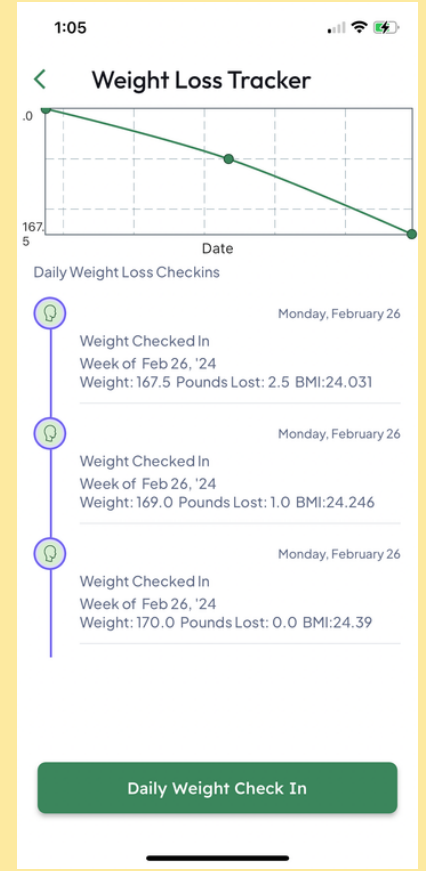 1:05
Weight Loss Tracker
.0
167.
5
Date
Daily Weight Loss Checkins
Monday, February 26
Weight Checked In
Week of Feb 26, '24
Weight: 167.5 Pounds Lost: 2.5 BMI:24.031
Monday, February 26
Weight Checked In
Week of Feb 26, '24
Weight: 169.0 Pounds Lost: 1.0 BMI:24.246
Monday, February 26
Weight Checked In
Week of Feb 26, '24
Weight: 170.0 Pounds Lost: 0.0 BMI:24.39
Daily Weight Check In